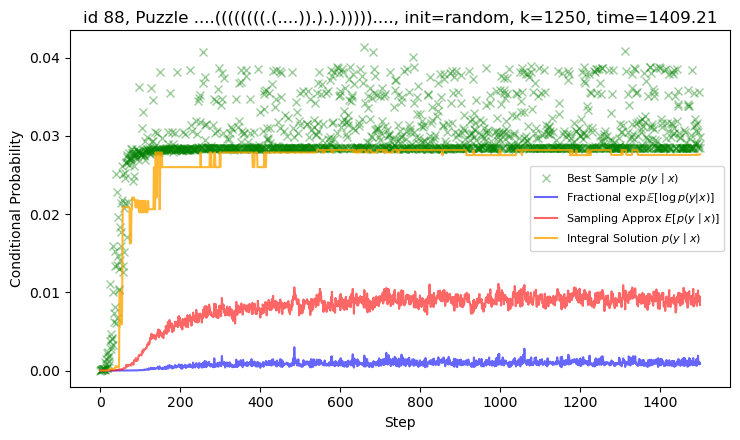 id 88, Puzzle ....((((((((.(....)).).).)))))...., init=random, k=1250, time=1409.21
0.04
0.03
0.02
0.01
0.00
Conditional Probability
Best Sample p(y | x)
Fractional exp 𝔼[log p(y|x)]
Sampling Approx E[p(y | x)]
Integral Solution p(y | x)
0 200 400 600 800 1000 1200 1400
Step